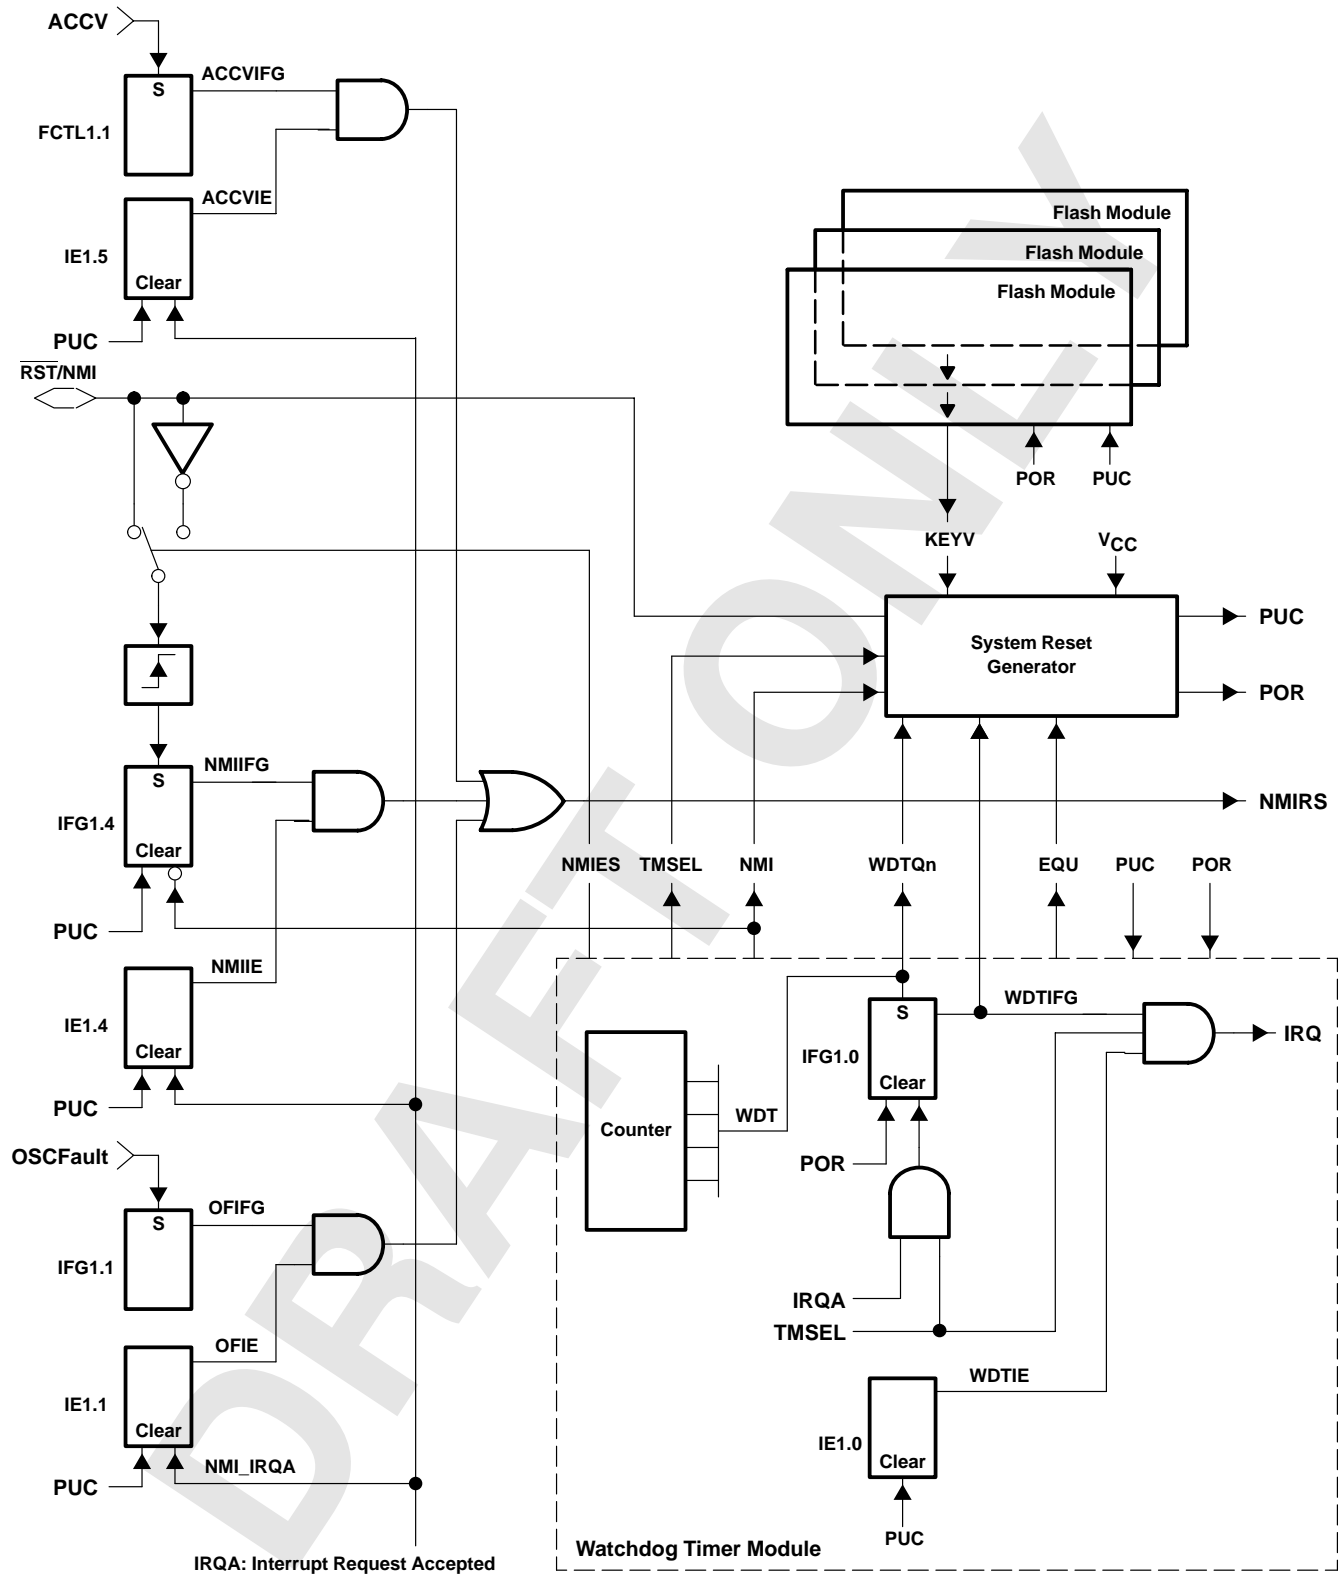 ACCV
S
ACCVIFG
FCTL1.1
ACCVIE
IE1.5
Clear
PUC
RST/NMI
Flash Module
Flash Module
Flash Module
POR
PUC
KEYV
VCC
System Reset
Generator
PUC
POR
S
NMIIFG
IFG1.4
Clear
PUC
NMIRS
NMIES
TMSEL
NMI
WDTQn
EQU
PUC
POR
NMIIE
IE1.4
Clear
PUC
OSCFault
S
OFIFG
IFG1.1
OFIE
IE1.1
Clear
NMI_IRQA
PUC
IRQA: Interrupt Request Accepted
Counter
WDT
S
IFG1.0
Clear
WDTIFG
IRQ
POR
IRQA
TMSEL
WDTIE
IE1.0
Clear
PUC
Watchdog Timer Module
DRAFT ONLY